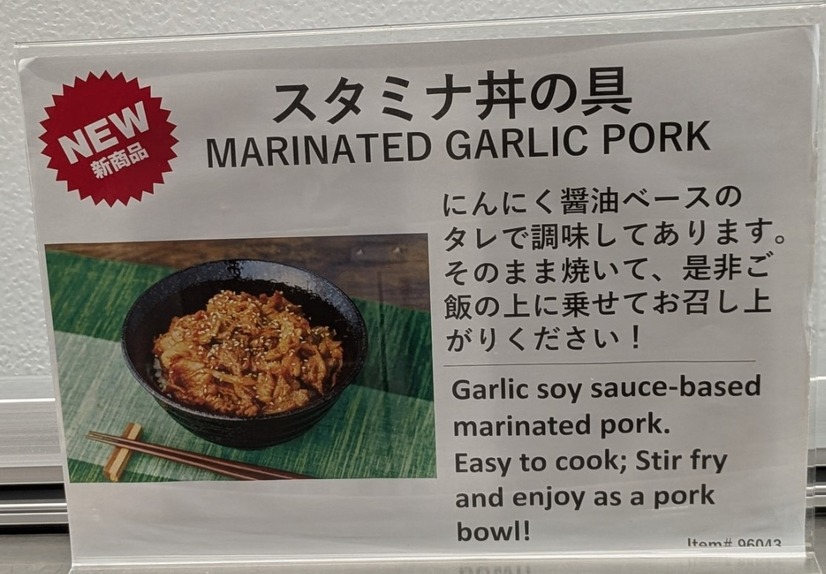 スタミナ丼の具
NEW
新商品
MARINATED GARLIC PORK
にんにく醤油ベースの
タレで調味してあります。
そのまま焼いて、是非ご
飯の上に乗せてお召し上
がりください！
Garlic soy sauce-based
marinated pork.
Easy to cook; Stir fry
and enjoy as a pork
bowl!
Item# 96043